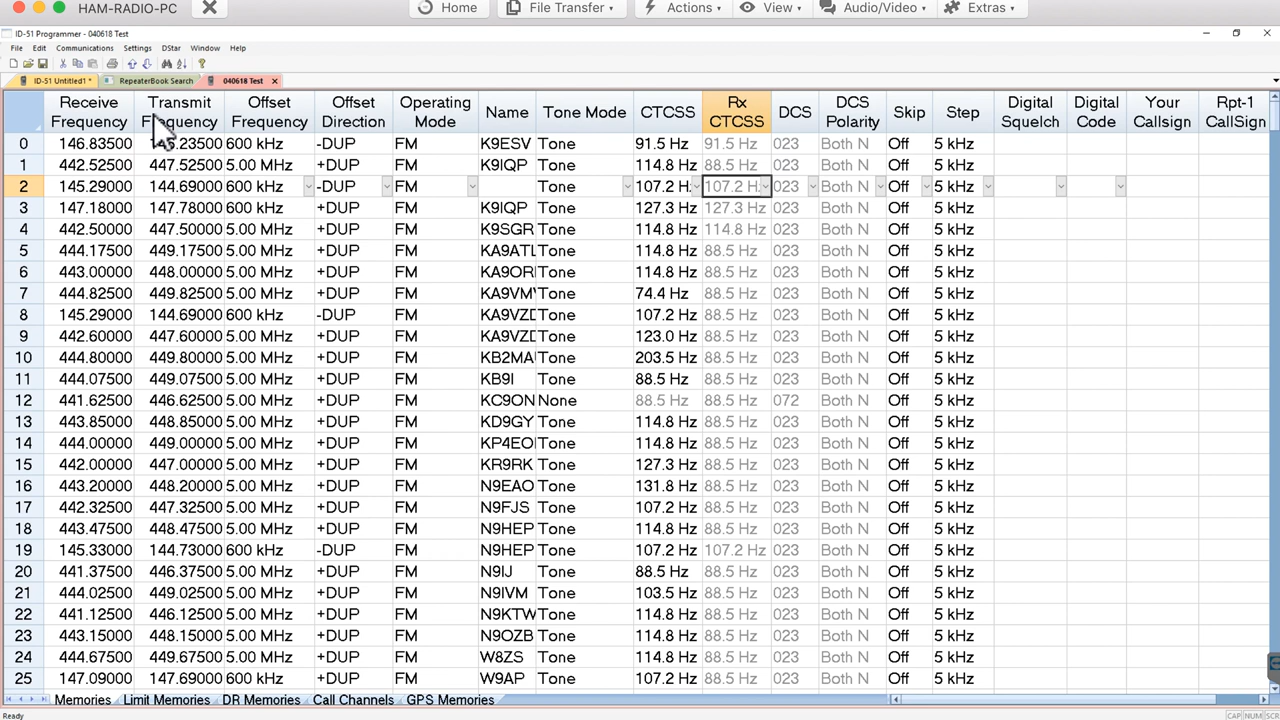 HAM-RADIO-PC Home File Transfer Actions View Audio/Video Extras
ID-51 Programmer - 040618 Test
File Edit Communications Settings DStar Window Help
ID-51 Untitled1 * RepeaterBook Search 040618 Test
Receive Frequency Transmit Frequency Offset Frequency Offset Direction Operating Mode Name Tone Mode CTCSS Rx CTCSS DCS DCS Polarity Skip Step Digital Squelch Digital Code Your Callsign Rpt-1 CallSign
0 146.83500 23500 600 kHz -DUP FM K9ESV Tone 91.5 Hz 91.5 Hz 023 Both N Off 5 kHz
1 442.52500 447.52500 5.00 MHz +DUP FM K9IQP Tone 114.8 Hz 88.5 Hz 023 Both N Off 5 kHz
2 145.29000 144.69000 600 kHz -DUP FM Tone 107.2 H 107.2 H 023 Both N Off 5 kHz
3 147.18000 147.78000 600 kHz +DUP FM K9IQP Tone 127.3 Hz 127.3 Hz 023 Both N Off 5 kHz
4 442.50000 447.50000 5.00 MHz +DUP FM K9SGR Tone 114.8 Hz 114.8 Hz 023 Both N Off 5 kHz
5 444.17500 449.17500 5.00 MHz +DUP FM KA9ATL Tone 114.8 Hz 88.5 Hz 023 Both N Off 5 kHz
6 443.00000 448.00000 5.00 MHz +DUP FM KA9ORI Tone 114.8 Hz 88.5 Hz 023 Both N Off 5 kHz
7 444.82500 449.82500 5.00 MHz +DUP FM KA9VM Tone 74.4 Hz 88.5 Hz 023 Both N Off 5 kHz
8 145.29000 144.69000 600 kHz -DUP FM KA9VZD Tone 107.2 Hz 88.5 Hz 023 Both N Off 5 kHz
9 442.60000 447.60000 5.00 MHz +DUP FM KA9VZD Tone 123.0 Hz 88.5 Hz 023 Both N Off 5 kHz
10 444.80000 449.80000 5.00 MHz +DUP FM KB2MA Tone 203.5 Hz 88.5 Hz 023 Both N Off 5 kHz
11 444.07500 449.07500 5.00 MHz +DUP FM KB9I Tone 88.5 Hz 88.5 Hz 023 Both N Off 5 kHz
12 441.62500 446.62500 5.00 MHz +DUP FM KC9ON None 88.5 Hz 88.5 Hz 072 Both N Off 5 kHz
13 443.85000 448.85000 5.00 MHz +DUP FM KD9GY Tone 114.8 Hz 88.5 Hz 023 Both N Off 5 kHz
14 444.00000 449.00000 5.00 MHz +DUP FM KP4EO Tone 114.8 Hz 88.5 Hz 023 Both N Off 5 kHz
15 442.00000 447.00000 5.00 MHz +DUP FM KR9RK Tone 127.3 Hz 88.5 Hz 023 Both N Off 5 kHz
16 443.20000 448.20000 5.00 MHz +DUP FM N9EAO Tone 131.8 Hz 88.5 Hz 023 Both N Off 5 kHz
17 442.32500 447.32500 5.00 MHz +DUP FM N9FJS Tone 107.2 Hz 88.5 Hz 023 Both N Off 5 kHz
18 443.47500 448.47500 5.00 MHz +DUP FM N9HEP Tone 114.8 Hz 88.5 Hz 023 Both N Off 5 kHz
19 145.33000 144.73000 600 kHz -DUP FM N9HEP Tone 107.2 Hz 107.2 Hz 023 Both N Off 5 kHz
20 441.37500 446.37500 5.00 MHz +DUP FM N9IJ Tone 88.5 Hz 88.5 Hz 023 Both N Off 5 kHz
21 444.02500 449.02500 5.00 MHz +DUP FM N9IVM Tone 103.5 Hz 88.5 Hz 023 Both N Off 5 kHz
22 441.12500 446.12500 5.00 MHz +DUP FM N9KTW Tone 114.8 Hz 88.5 Hz 023 Both N Off 5 kHz
23 443.15000 448.15000 5.00 MHz +DUP FM N9OZB Tone 114.8 Hz 88.5 Hz 023 Both N Off 5 kHz
24 444.67500 449.67500 5.00 MHz +DUP FM W8ZS Tone 114.8 Hz 88.5 Hz 023 Both N Off 5 kHz
25 147.09000 147.69000 600 kHz +DUP FM W9AP Tone 107.2 Hz 88.5 Hz 023 Both N Off 5 kHz
Memories Limit Memories DR Memories Call Channels GPS Memories
Ready CAP NUM SCR